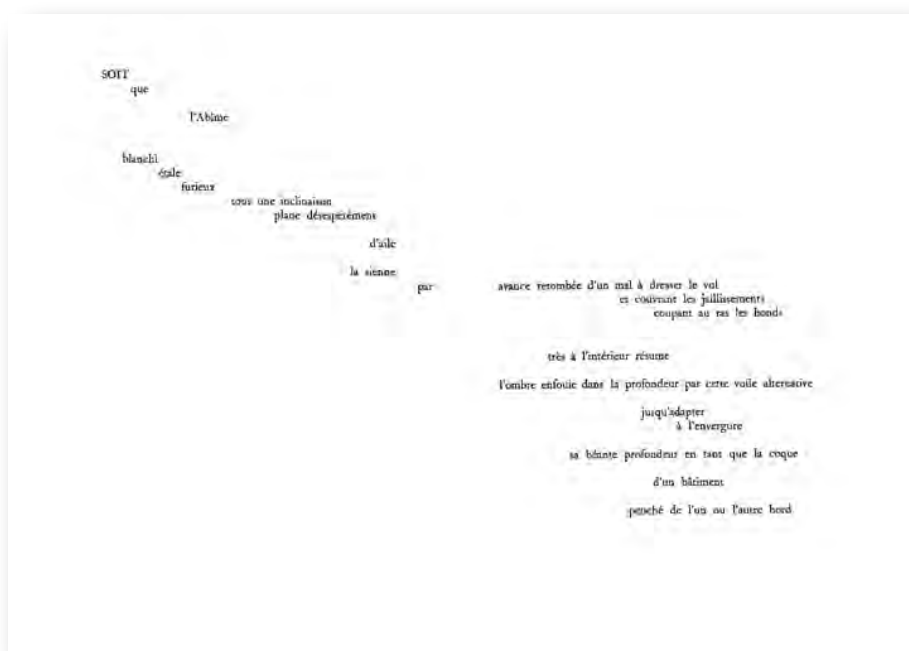 SOIT
que
l'Abîme
blanchi
étale
furieux
sous une inclinaison
plane désespérément
d'aile
la sienne
par
avance retombée d'un mal à dresser le vol
et couvrant les jaillissements
coupant au ras les bonds
très à l'intérieur résume
l'ombre enfouie dans la profondeur par cette voile alternative
jusqu'adapter
à l'envergure
sa béante profondeur en tant que la coque
d'un bâtiment
penché de l'un ou l'autre bord